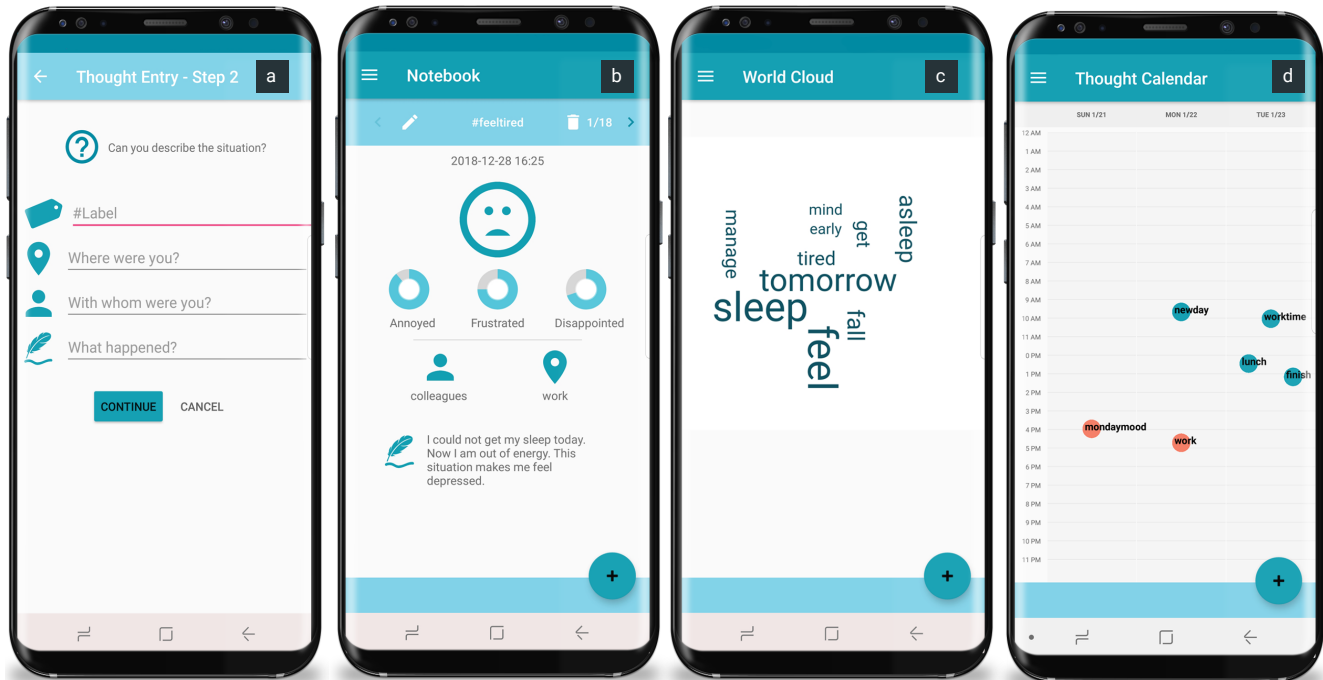 Thought Entry - Step 2
a
Can you describe the situation?
#Label
Where were you?
With whom were you?
What happened?
CONTINUE
CANCEL
Notebook
b
#feeltired
1/18
2018-12-28 16:25
Annoyed
Frustrated
Disappointed
colleagues
work
I could not get my sleep today.
Now I am out of energy. This
situation makes me feel
depressed.
+
World Cloud
c
manage
mind
early
get
asleep
tired
tomorrow
sleep
fall
feel
+
Thought Calendar
d
SUN 1/21
MON 1/22
TUE 1/23
12 AM
1 AM
2 AM
3 AM
4 AM
5 AM
6 AM
7 AM
8 AM
9 AM
newday
10 AM
worktime
11 AM
0 PM
lunch
1 PM
finish
2 PM
3 PM
4 PM
mondaymood
work
5 PM
6 PM
7 PM
8 PM
9 PM
10 PM
11 PM
+